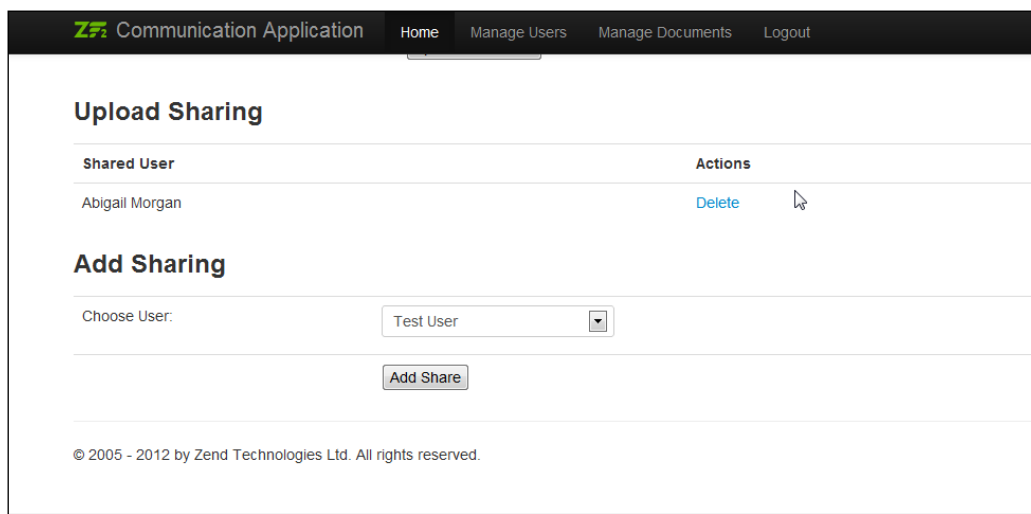 ZF2 Communication Application Home Manage Users Manage Documents Logout
Upload Sharing
Shared User Actions
Abigail Morgan Delete
Add Sharing
Choose User: Test User
Add Share
© 2005 - 2012 by Zend Technologies Ltd. All rights reserved.